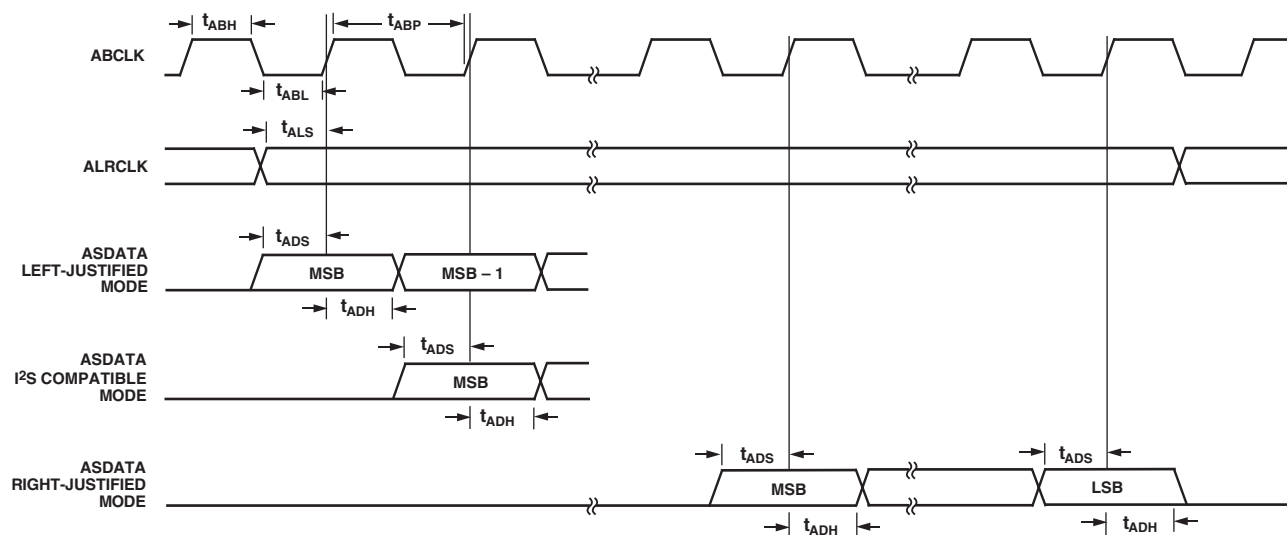 tABH
tABP
ABCLK
tABL
tALS
ALRCLK
tADS
ASDATA
LEFT-JUSTIFIED
MODE
MSB
MSB – 1
tADH
tADS
ASDATA
I²S COMPATIBLE
MODE
MSB
tADH
tADS
tADS
ASDATA
RIGHT-JUSTIFIED
MODE
MSB
LSB
tADH
tADH